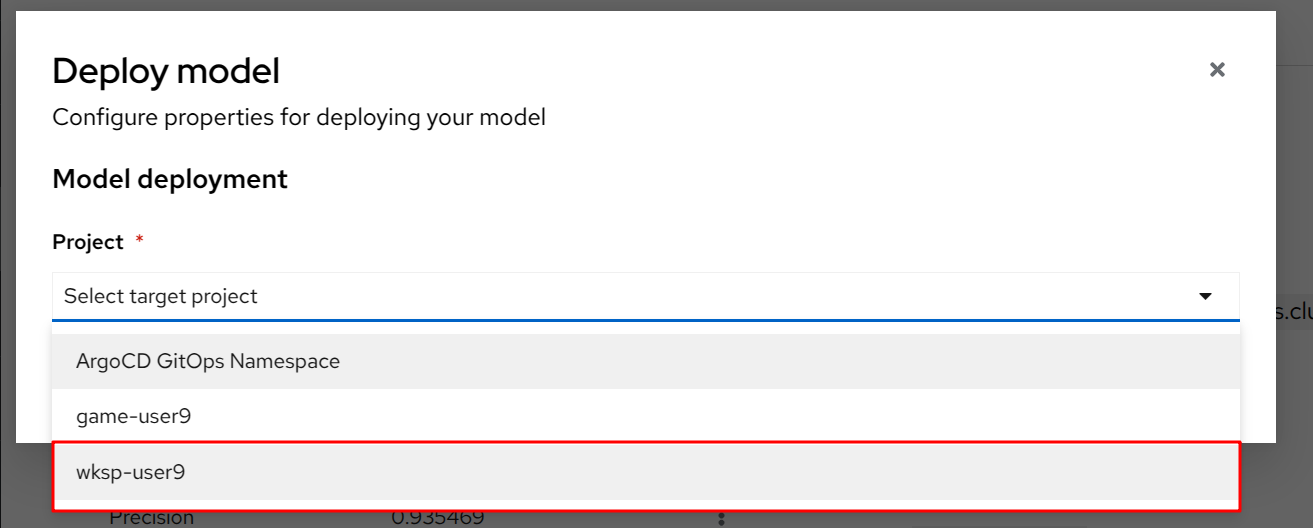 Deploy model
Configure properties for deploying your model
Model deployment
Project *
Select target project
ArgoCD GitOps Namespace
game-user9
wksp-user9
Precision 0.935469
s.clu